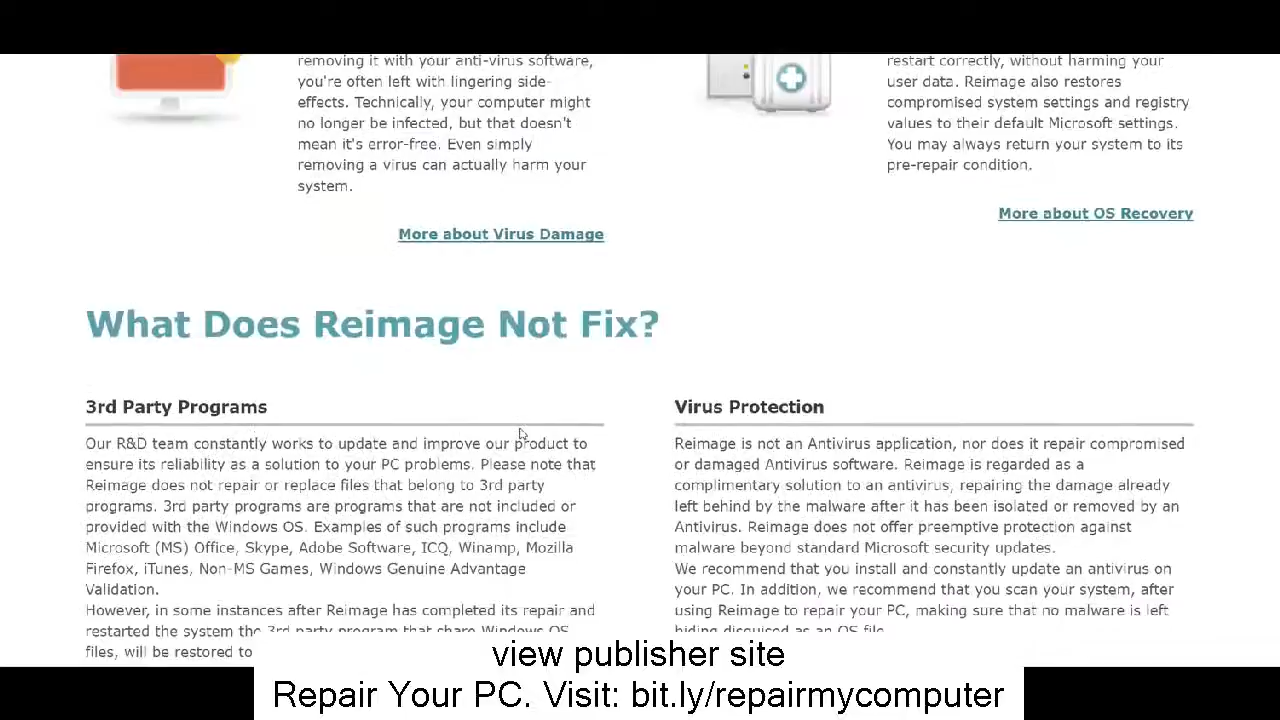 removing it with your anti-virus software,
you're often left with lingering side-
effects. Technically, your computer might
no longer be infected, but that doesn't
mean it's error-free. Even simply
removing a virus can actually harm your
system.
More about Virus Damage
restart correctly, without harming your
user data. Reimage also restores
compromised system settings and registry
values to their default Microsoft settings.
You may always return your system to its
pre-repair condition.
More about OS Recovery
What Does Reimage Not Fix?
3rd Party Programs
Our R&D team constantly works to update and improve our product to
ensure its reliability as a solution to your PC problems. Please note that
Reimage does not repair or replace files that belong to 3rd party
programs. 3rd party programs are programs that are not included or
provided with the Windows OS. Examples of such programs include
Microsoft (MS) Office, Skype, Adobe Software, ICQ, Winamp, Mozilla
Firefox, iTunes, Non-MS Games, Windows Genuine Advantage
Validation.
However, in some instances after Reimage has completed its repair and
restarted the system the 3rd party program that share Windows OS
files, will be restored to
Virus Protection
Reimage is not an Antivirus application, nor does it repair compromised
or damaged Antivirus software. Reimage is regarded as a
complimentary solution to an antivirus, repairing the damage already
left behind by the malware after it has been isolated or removed by an
Antivirus. Reimage does not offer preemptive protection against
malware beyond standard Microsoft security updates.
We recommend that you install and constantly update an antivirus on
your PC. In addition, we recommend that you scan your system, after
using Reimage to repair your PC, making sure that no malware is left
hiding disguised as an OS file.
view publisher site
Repair Your PC. Visit: bit.ly/repairmycomputer